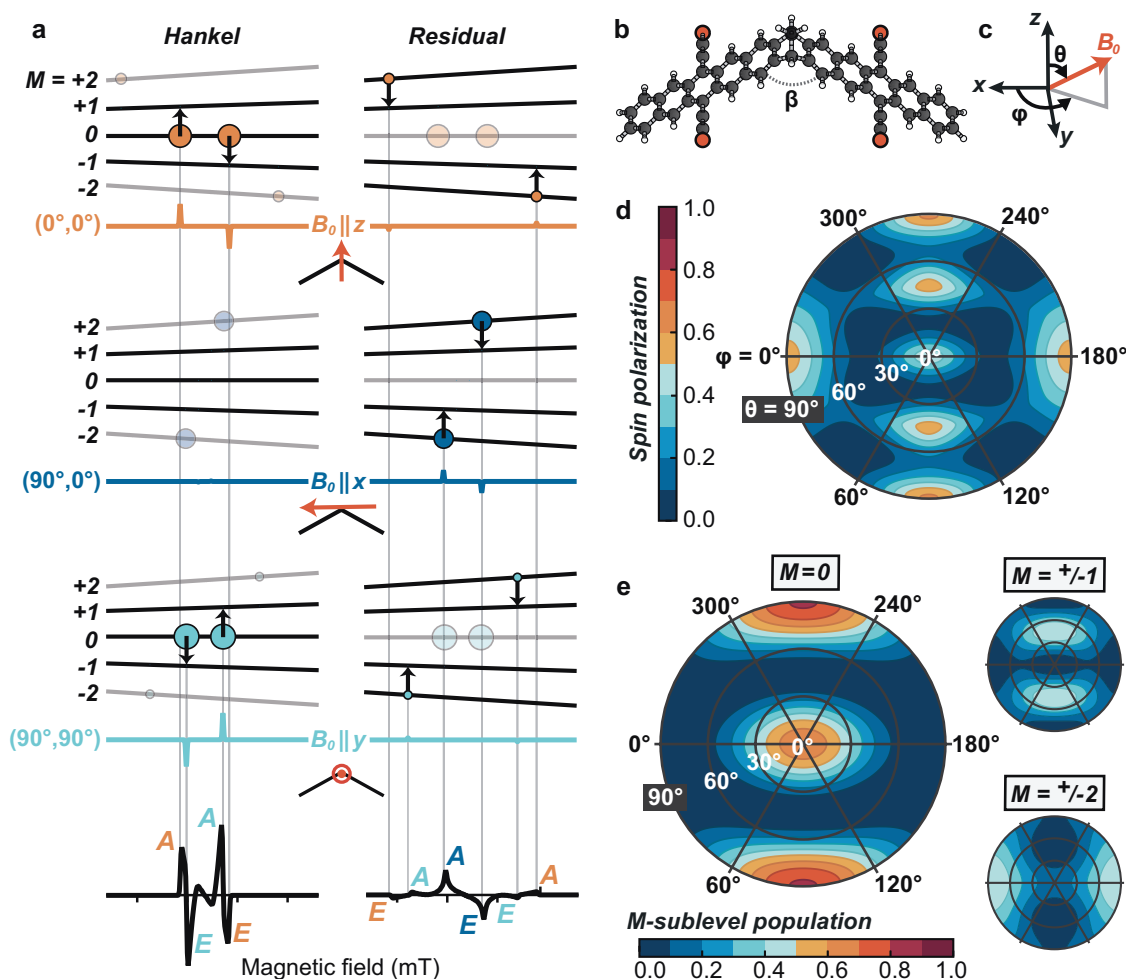 a
Hankel
Residual
M = +2
+1
0
-1
-2
(0°,0°)
B₀ || z
+2
+1
0
-1
-2
(90°,0°)
B₀ || x
+2
+1
0
-1
-2
(90°,90°)
B₀ || y
A
E
A
E
E
A
A
E
E
A
Magnetic field (mT)
b
β
c
z
θ
B₀
x
φ
y
d
Spin polarization
1.0
0.8
0.6
0.4
0.2
0.0
300°
240°
φ = 0°
0°
30°
60°
θ = 90°
180°
60°
120°
e
M=0
300°
240°
0°
0°
30°
60°
90°
180°
60°
120°
M = +/-1
M = +/-2
M-sublevel population
0.0
0.2
0.4
0.6
0.8
1.0